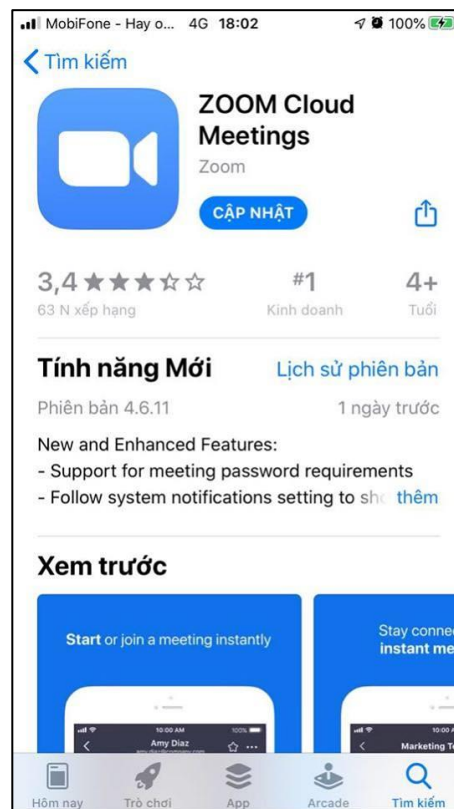 MobiFone - Hay o... 4G 18:02 100%
Tìm kiếm
ZOOM Cloud
Meetings
Zoom
CẬP NHẬT
3,4 #1 4+
63 N xếp hạng Kinh doanh Tuổi
Tính năng Mới Lịch sử phiên bản
Phiên bản 4.6.11 1 ngày trước
New and Enhanced Features:
- Support for meeting password requirements
- Follow system notifications setting to sh thêm
Xem trước
Start or join a meeting instantly
Stay conne
instant me
10:00 AM 100%
Amy Diaz
10:00 A
Marketing Te
Hôm nay Trò chơi App Arcade Tìm kiếm